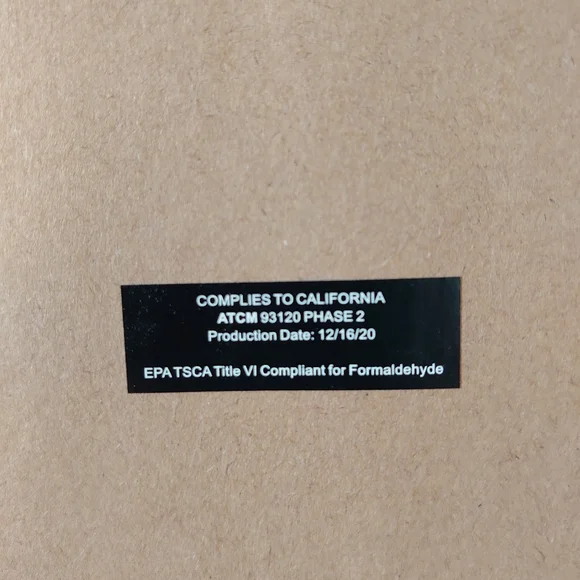 COMPLIES TO CALIFORNIA
ATCM 93120 PHASE 2
Production Date: 12/16/20
EPA TSCA Title VI Compliant for Formaldehyde